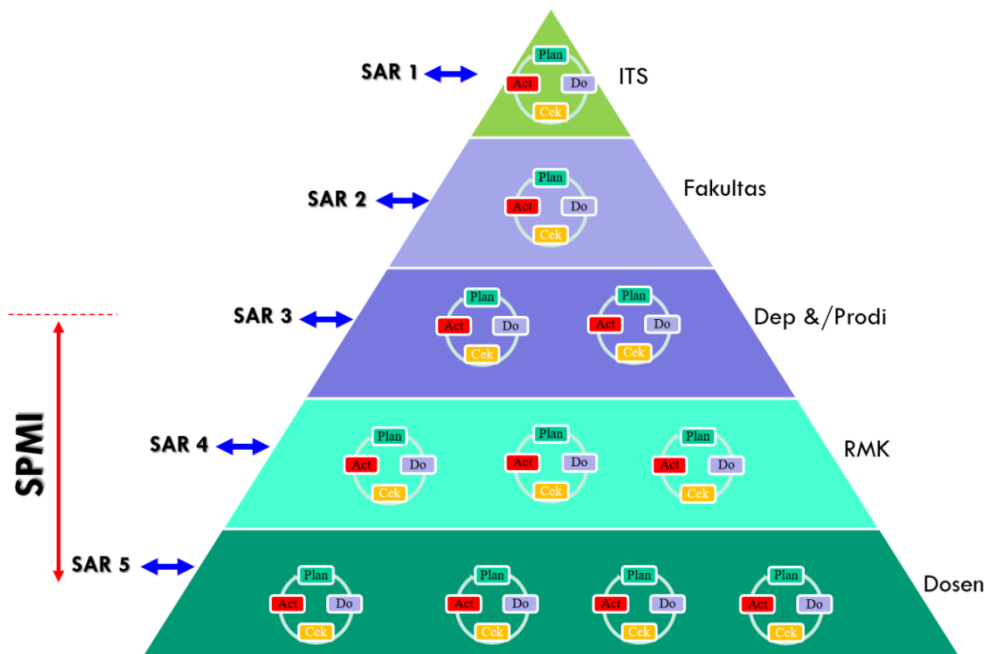 Plan
SAR 1
Act
Do
ITS
Cek
Plan
Fakultas
SAR 2
Act
Do
Cek
Plan
Plan
SAR 3
Act
Do
Act
Do
Dep &/Prodi
Cek
Cek
SPMI
Plan
Plan
Plan
SAR 4
Act
Do
Act
Do
Act
Do
RMK
Cek
Cek
Cek
SAR 5
Plan
Plan
Plan
Plan
Dosen
Act
Do
Act
Do
Act
Do
Act
Do
Cek
Cek
Cek
Cek